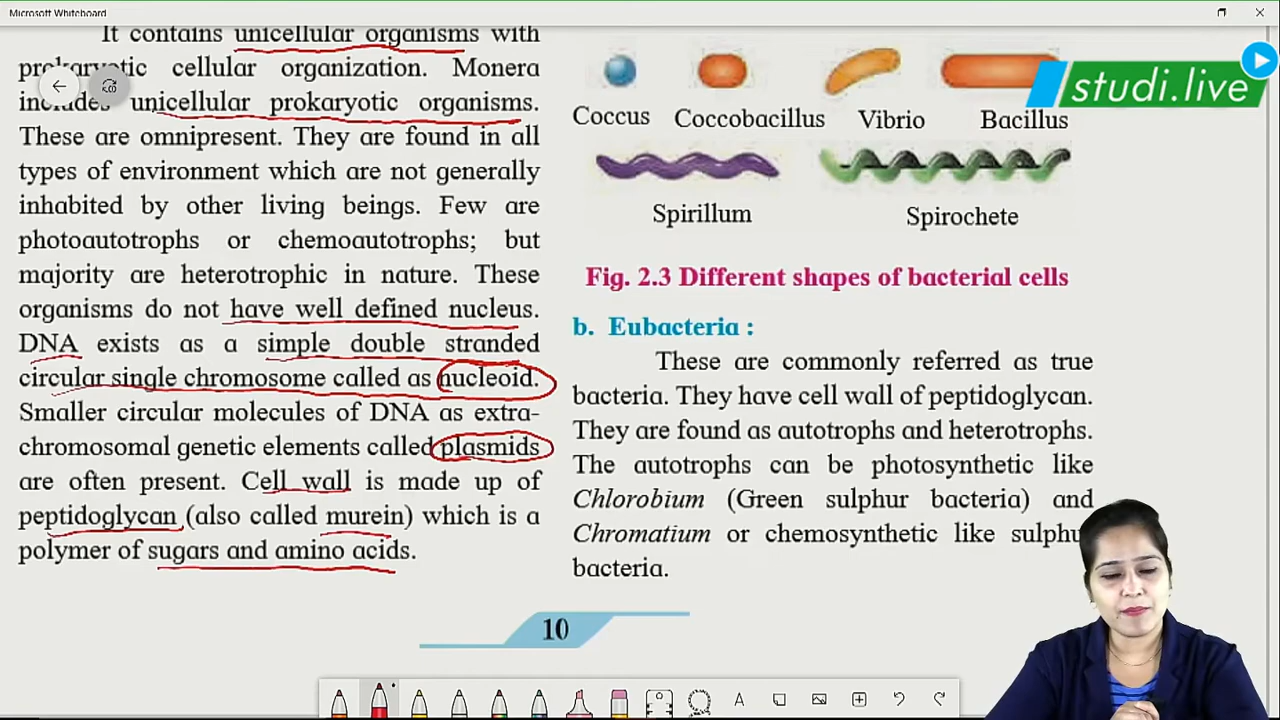 Microsoft Whiteboard
It contains unicellular organisms with
prokaryotic cellular organization. Monera
includes unicellular prokaryotic organisms.
These are omnipresent. They are found in all
types of environment which are not generally
inhabited by other living beings. Few are
photoautotrophs or chemoautotrophs; but
majority are heterotrophic in nature. These
organisms do not have well defined nucleus.
DNA exists as a simple double stranded
circular single chromosome called as nucleoid.
Smaller circular molecules of DNA as extra-
chromosomal genetic elements called plasmids
are often present. Cell wall is made up of
peptidoglycan (also called murein) which is a
polymer of sugars and amino acids.
studi.live
Coccus Coccobacillus Vibrio Bacillus
Spirillum Spirochete
Fig. 2.3 Different shapes of bacterial cells
b. Eubacteria :
These are commonly referred as true
bacteria. They have cell wall of peptidoglycan.
They are found as autotrophs and heterotrophs.
The autotrophs can be photosynthetic like
Chlorobium (Green sulphur bacteria) and
Chromatium or chemosynthetic like sulphu
bacteria.
10